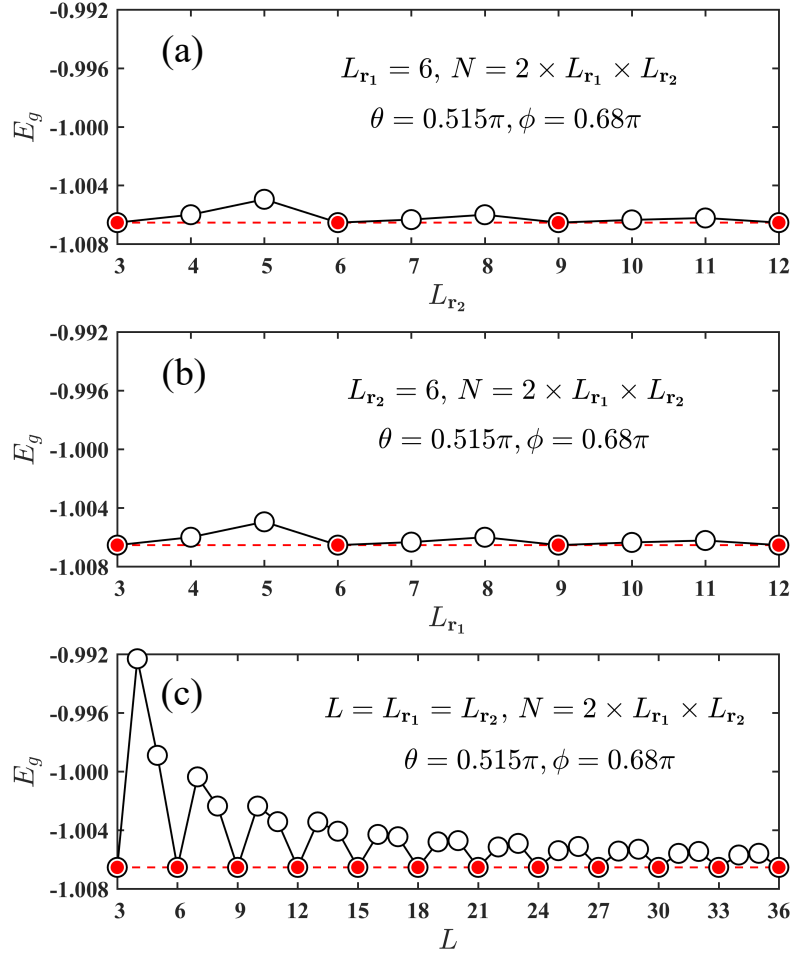 (a)
L_{r_1} = 6, N = 2 × L_{r_1} × L_{r_2}
θ = 0.515π, ϕ = 0.68π
E_g
-0.992
-0.996
-1.000
-1.004
-1.008
3 4 5 6 7 8 9 10 11 12
L_{r_2}
(b)
L_{r_2} = 6, N = 2 × L_{r_1} × L_{r_2}
θ = 0.515π, ϕ = 0.68π
E_g
-0.992
-0.996
-1.000
-1.004
-1.008
3 4 5 6 7 8 9 10 11 12
L_{r_1}
(c)
L = L_{r_1} = L_{r_2}, N = 2 × L_{r_1} × L_{r_2}
θ = 0.515π, ϕ = 0.68π
E_g
-0.992
-0.996
-1.000
-1.004
-1.008
3 6 9 12 15 18 21 24 27 30 33 36
L